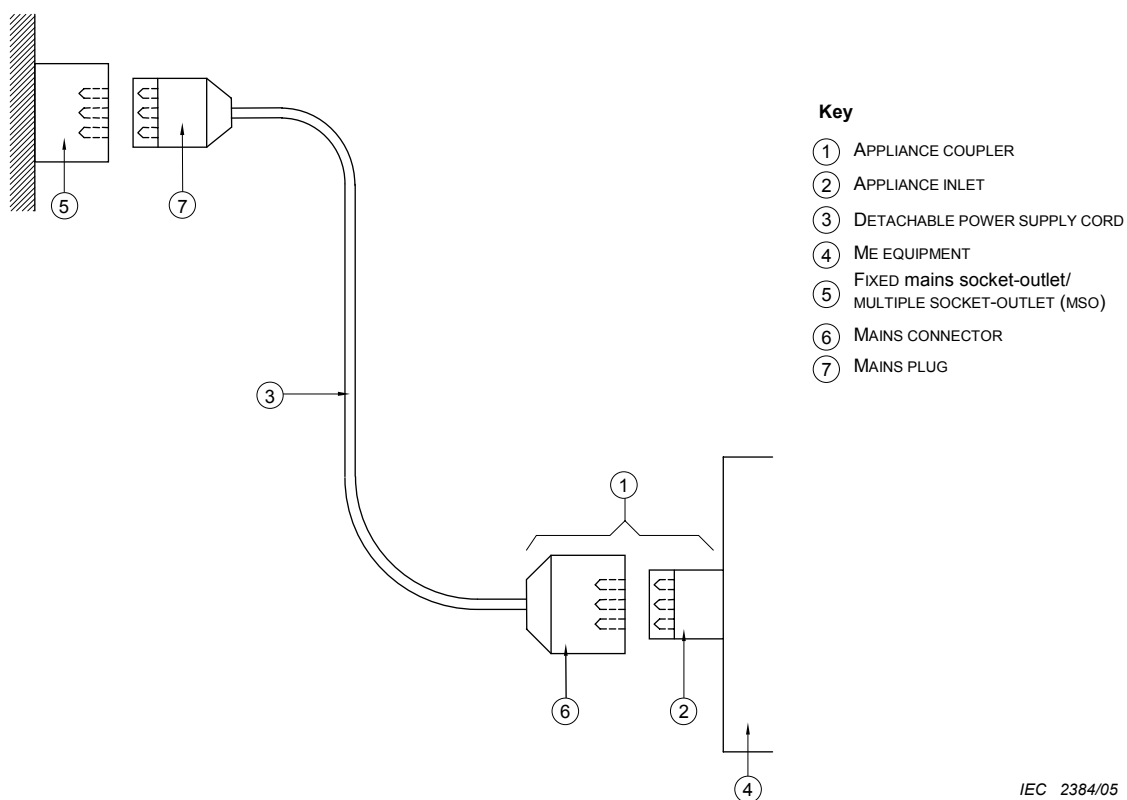 5
7
Key
1 APPLIANCE COUPLER
2 APPLIANCE INLET
3 DETACHABLE POWER SUPPLY CORD
4 ME EQUIPMENT
5 FIXED mains socket-outlet/
MULTIPLE SOCKET-OUTLET (MSO)
6 MAINS CONNECTOR
7 MAINS PLUG
3
1
6
2
4
IEC 2384/05